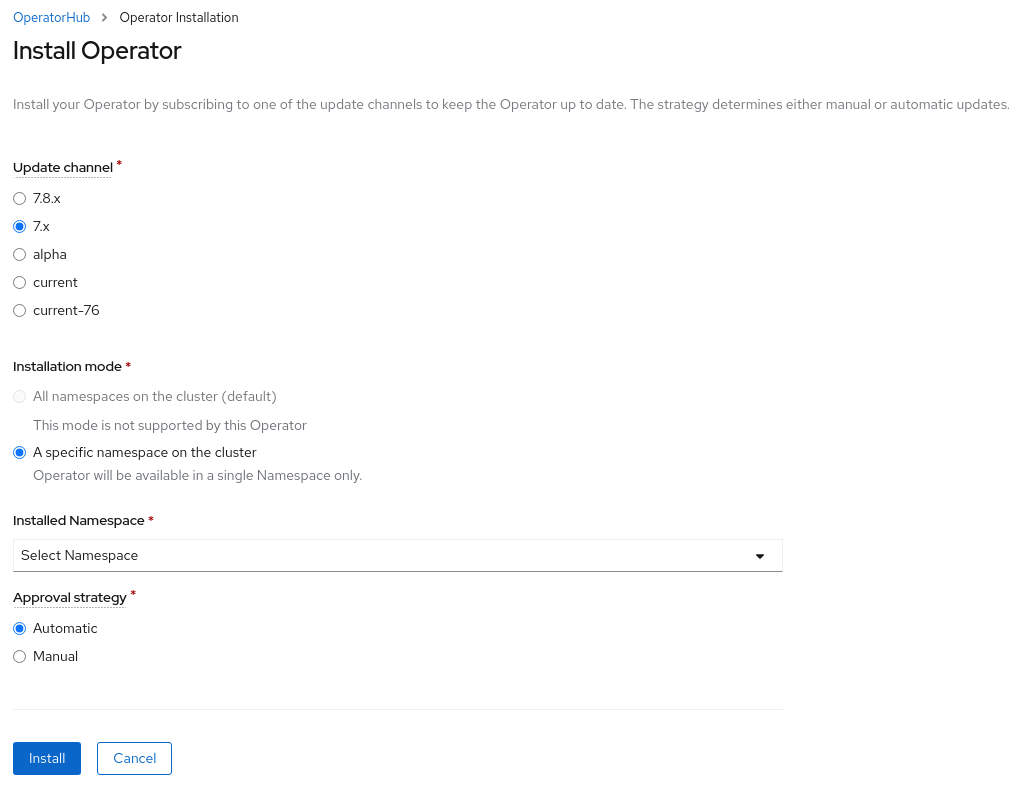 OperatorHub > Operator Installation
Install Operator
Install your Operator by subscribing to one of the update channels to keep the Operator up to date. The strategy determines either manual or automatic updates.
Update channel *
7.8.x
7.x
alpha
current
current-76
Installation mode *
All namespaces on the cluster (default)
This mode is not supported by this Operator
A specific namespace on the cluster
Operator will be available in a single Namespace only.
Installed Namespace *
Select Namespace
Approval strategy *
Automatic
Manual
Install Cancel